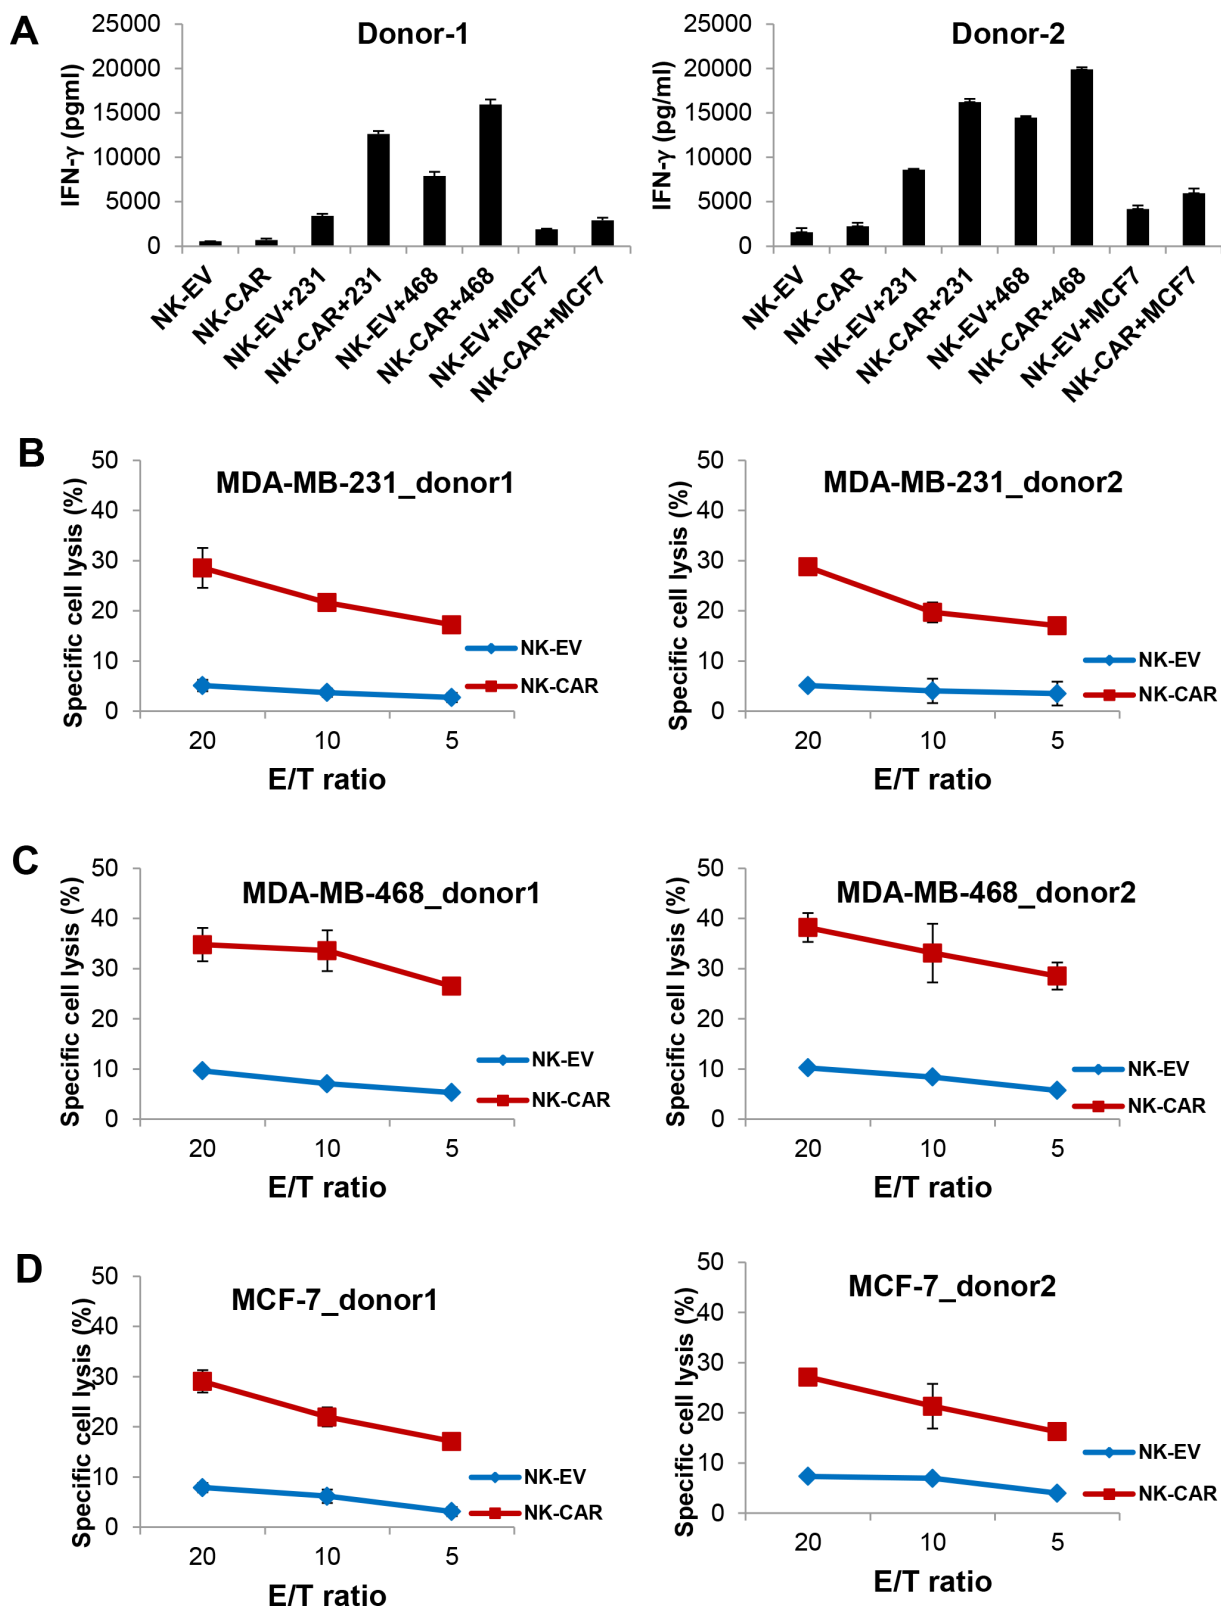 A
Donor-1
IFN-γ (pgml)
25000
20000
15000
10000
5000
0
NK-EV
NK-CAR
NK-EV+231
NK-CAR+231
NK-EV+468
NK-CAR+468
NK-EV+MCF7
NK-CAR+MCF7
Donor-2
IFN-γ (pg/ml)
25000
20000
15000
10000
5000
0
NK-EV
NK-CAR
NK-EV+231
NK-CAR+231
NK-EV+468
NK-CAR+468
NK-EV+MCF7
NK-CAR+MCF7
B
MDA-MB-231_donor1
Specific cell lysis (%)
50
40
30
20
10
0
NK-EV
NK-CAR
20 10 5
E/T ratio
MDA-MB-231_donor2
Specific cell lysis (%)
50
40
30
20
10
0
NK-EV
NK-CAR
20 10 5
E/T ratio
C
MDA-MB-468_donor1
Specific cell lysis (%)
50
40
30
20
10
0
NK-EV
NK-CAR
20 10 5
E/T ratio
MDA-MB-468_donor2
Specific cell lysis (%)
50
40
30
20
10
0
NK-EV
NK-CAR
20 10 5
E/T ratio
D
MCF-7_donor1
Specific cell lysis (%)
50
40
30
20
10
0
NK-EV
NK-CAR
20 10 5
E/T ratio
MCF-7_donor2
Specific cell lysis (%)
50
40
30
20
10
0
NK-EV
NK-CAR
20 10 5
E/T ratio